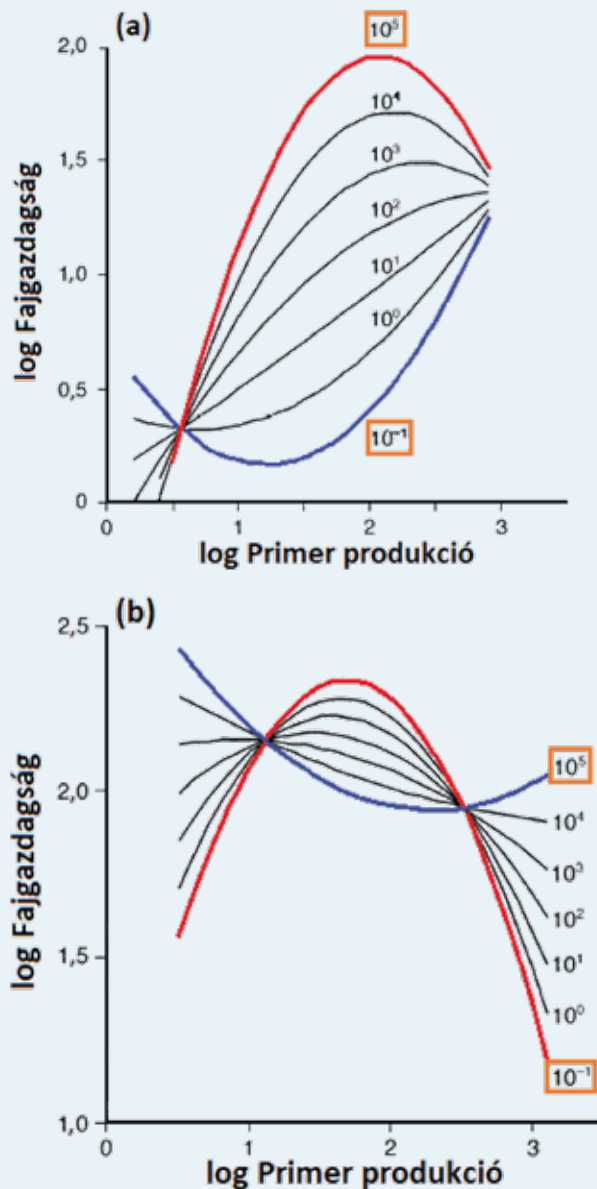 (a)
10⁵
2,0
10⁴
1,5
10³
10²
1,0
10¹
10⁰
0,5
10⁻¹
0
0 1 2 3
log Fajgazdagság
log Primer produkció
(b)
2,5
10⁵
2,0
10⁴
10³
10²
1,5
10¹
10⁰
10⁻¹
1,0
0 1 2 3
log Fajgazdagság
log Primer produkció